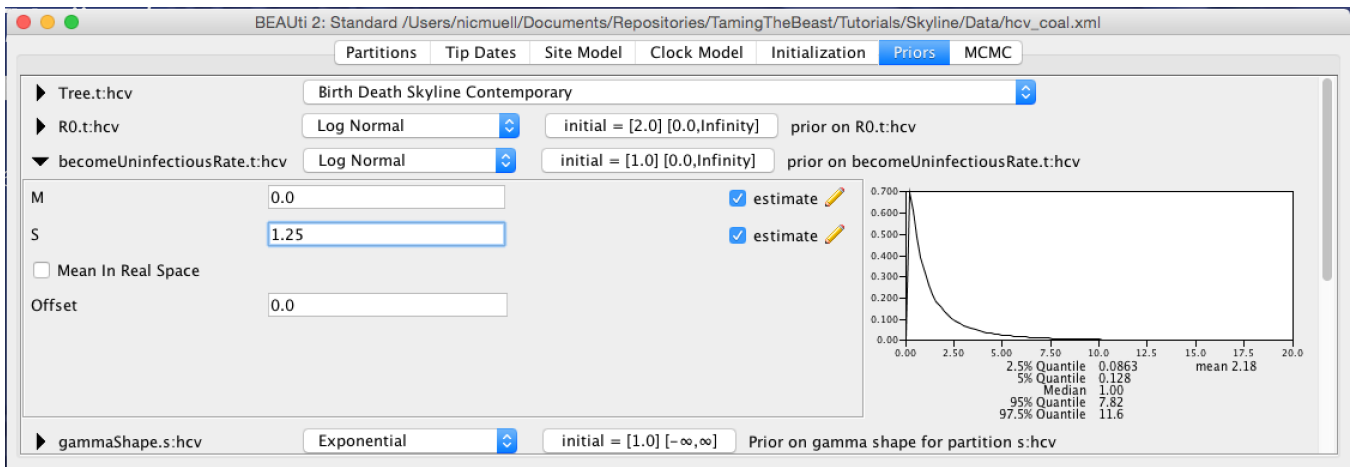 BEAUti 2: Standard /Users/nicmuell/Documents/Repositories/TamingTheBeast/Tutorials/Skyline/Data/hcv_coal.xml
Partitions Tip Dates Site Model Clock Model Initialization Priors MCMC
Tree.t:hcv Birth Death Skyline Contemporary
R0.t:hcv Log Normal initial = [2.0] [0.0,Infinity] prior on R0.t:hcv
becomeUninfectiousRate.t:hcv Log Normal initial = [1.0] [0.0,Infinity] prior on becomeUninfectiousRate.t:hcv
M 0.0 estimate
S 1.25 estimate
Mean In Real Space
Offset 0.0
0.700
0.600
0.500
0.400
0.300
0.200
0.100
0.00
0.00 2.50 5.00 7.50 10.0 12.5 15.0 17.5 20.0
2.5% Quantile 0.0863 mean 2.18
5% Quantile 0.128
Median 1.00
95% Quantile 7.82
97.5% Quantile 11.6
gammaShape.s:hcv Exponential initial = [1.0] [-∞,∞] Prior on gamma shape for partition s:hcv